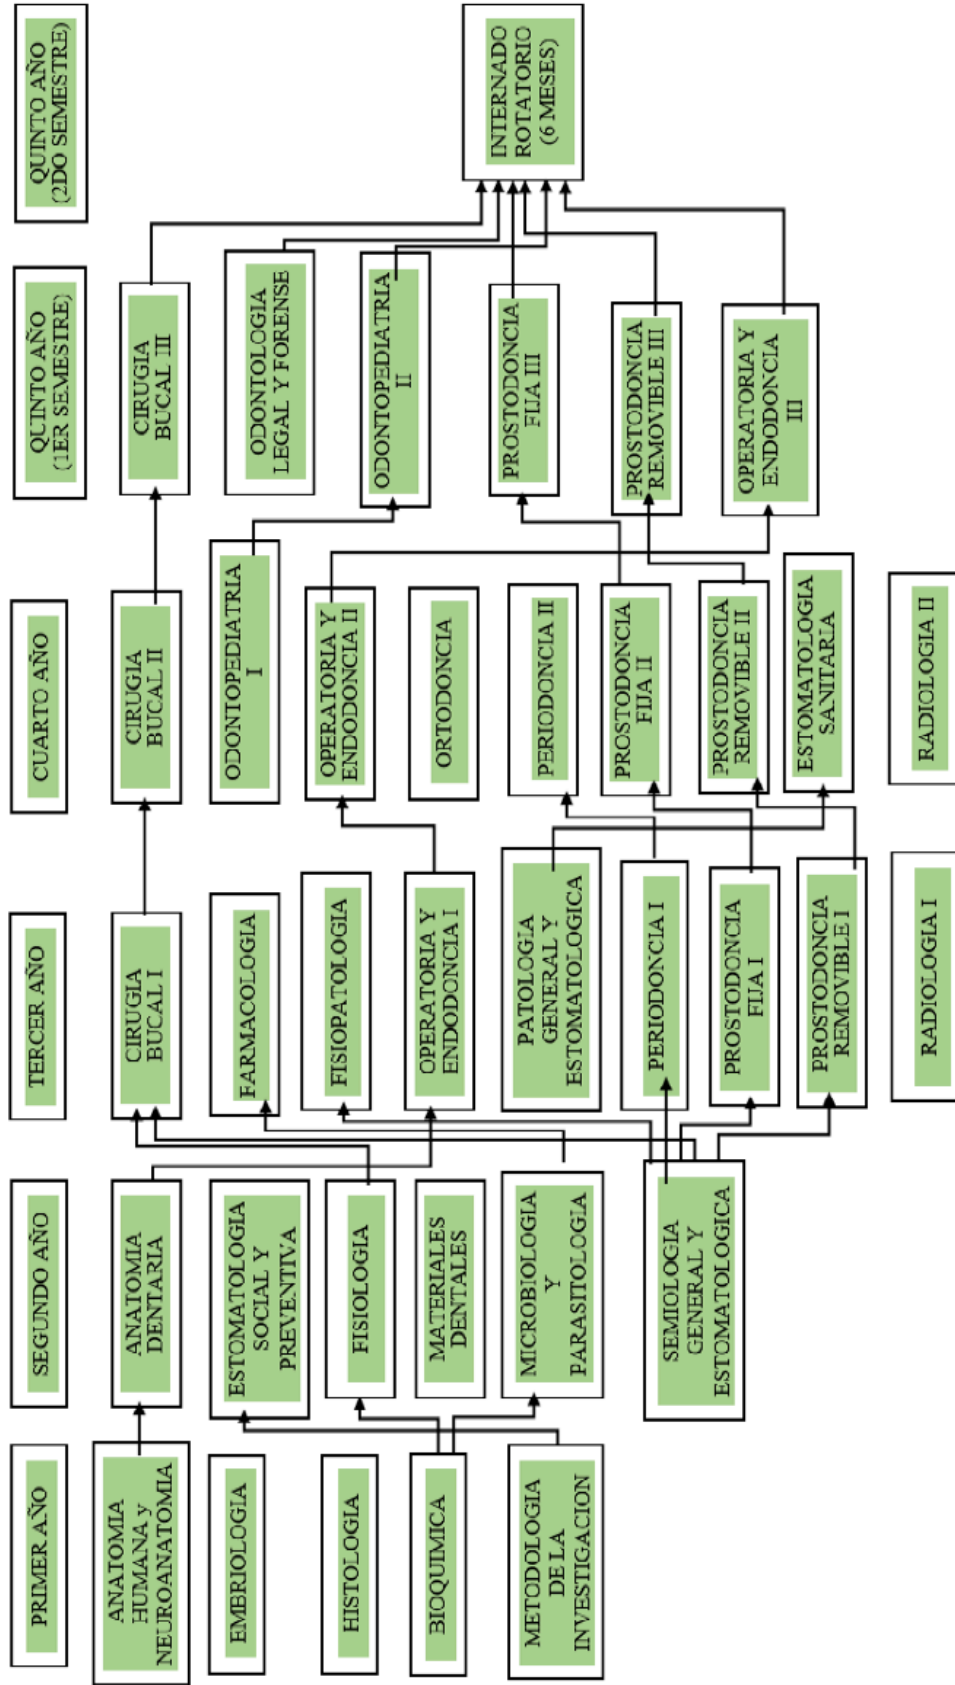 PRIMER AÑO
SEGUNDO AÑO
TERCER AÑO
CUARTO AÑO
QUINTO AÑO
(1ER SEMESTRE)
QUINTO AÑO
(2DO SEMESTRE)
ANATOMIA
HUMANA y
NEUROANATOMIA
EMBRIOLOGIA
HISTOLOGIA
BIOQUIMICA
METODOLOGIA
DE LA
INVESTIGACION
ANATOMIA
DENTARIA
ESTOMATOLOGIA
SOCIAL Y
PREVENTIVA
FISIOLOGIA
MATERIALES
DENTALES
MICROBIOLOGIA
Y
PARASITOLOGIA
SEMIOLOGIA
GENERAL Y
ESTOMATOLOGICA
CIRUGIA
BUCAL I
FARMACOLOGIA
FISIOPATOLOGIA
OPERATORIA Y
ENDODONCIA I
PATOLOGIA
GENERAL Y
ESTOMATOLOGICA
PERIODONCIA I
PROSTODONCIA
FIJA I
PROSTODONCIA
REMOVIBLE I
RADIOLOGIA I
CIRUGIA
BUCAL II
ODONTOPEDIATRIA
I
OPERATORIA Y
ENDODONCIA II
ORTODONCIA
PERIODONCIA II
PROSTODONCIA
FIJA II
PROSTODONCIA
REMOVIBLE II
ESTOMATOLOGIA
SANITARIA
RADIOLOGIA II
CIRUGIA
BUCAL III
ODONTOLOGIA
LEGAL Y FORENSE
ODONTOPEDIATRIA
II
PROSTODONCIA
FIJA III
PROSTODONCIA
REMOVIBLE III
OPERATORIA Y
ENDODONCIA
III
INTERNADO
ROTATORIO
(6 MESES)